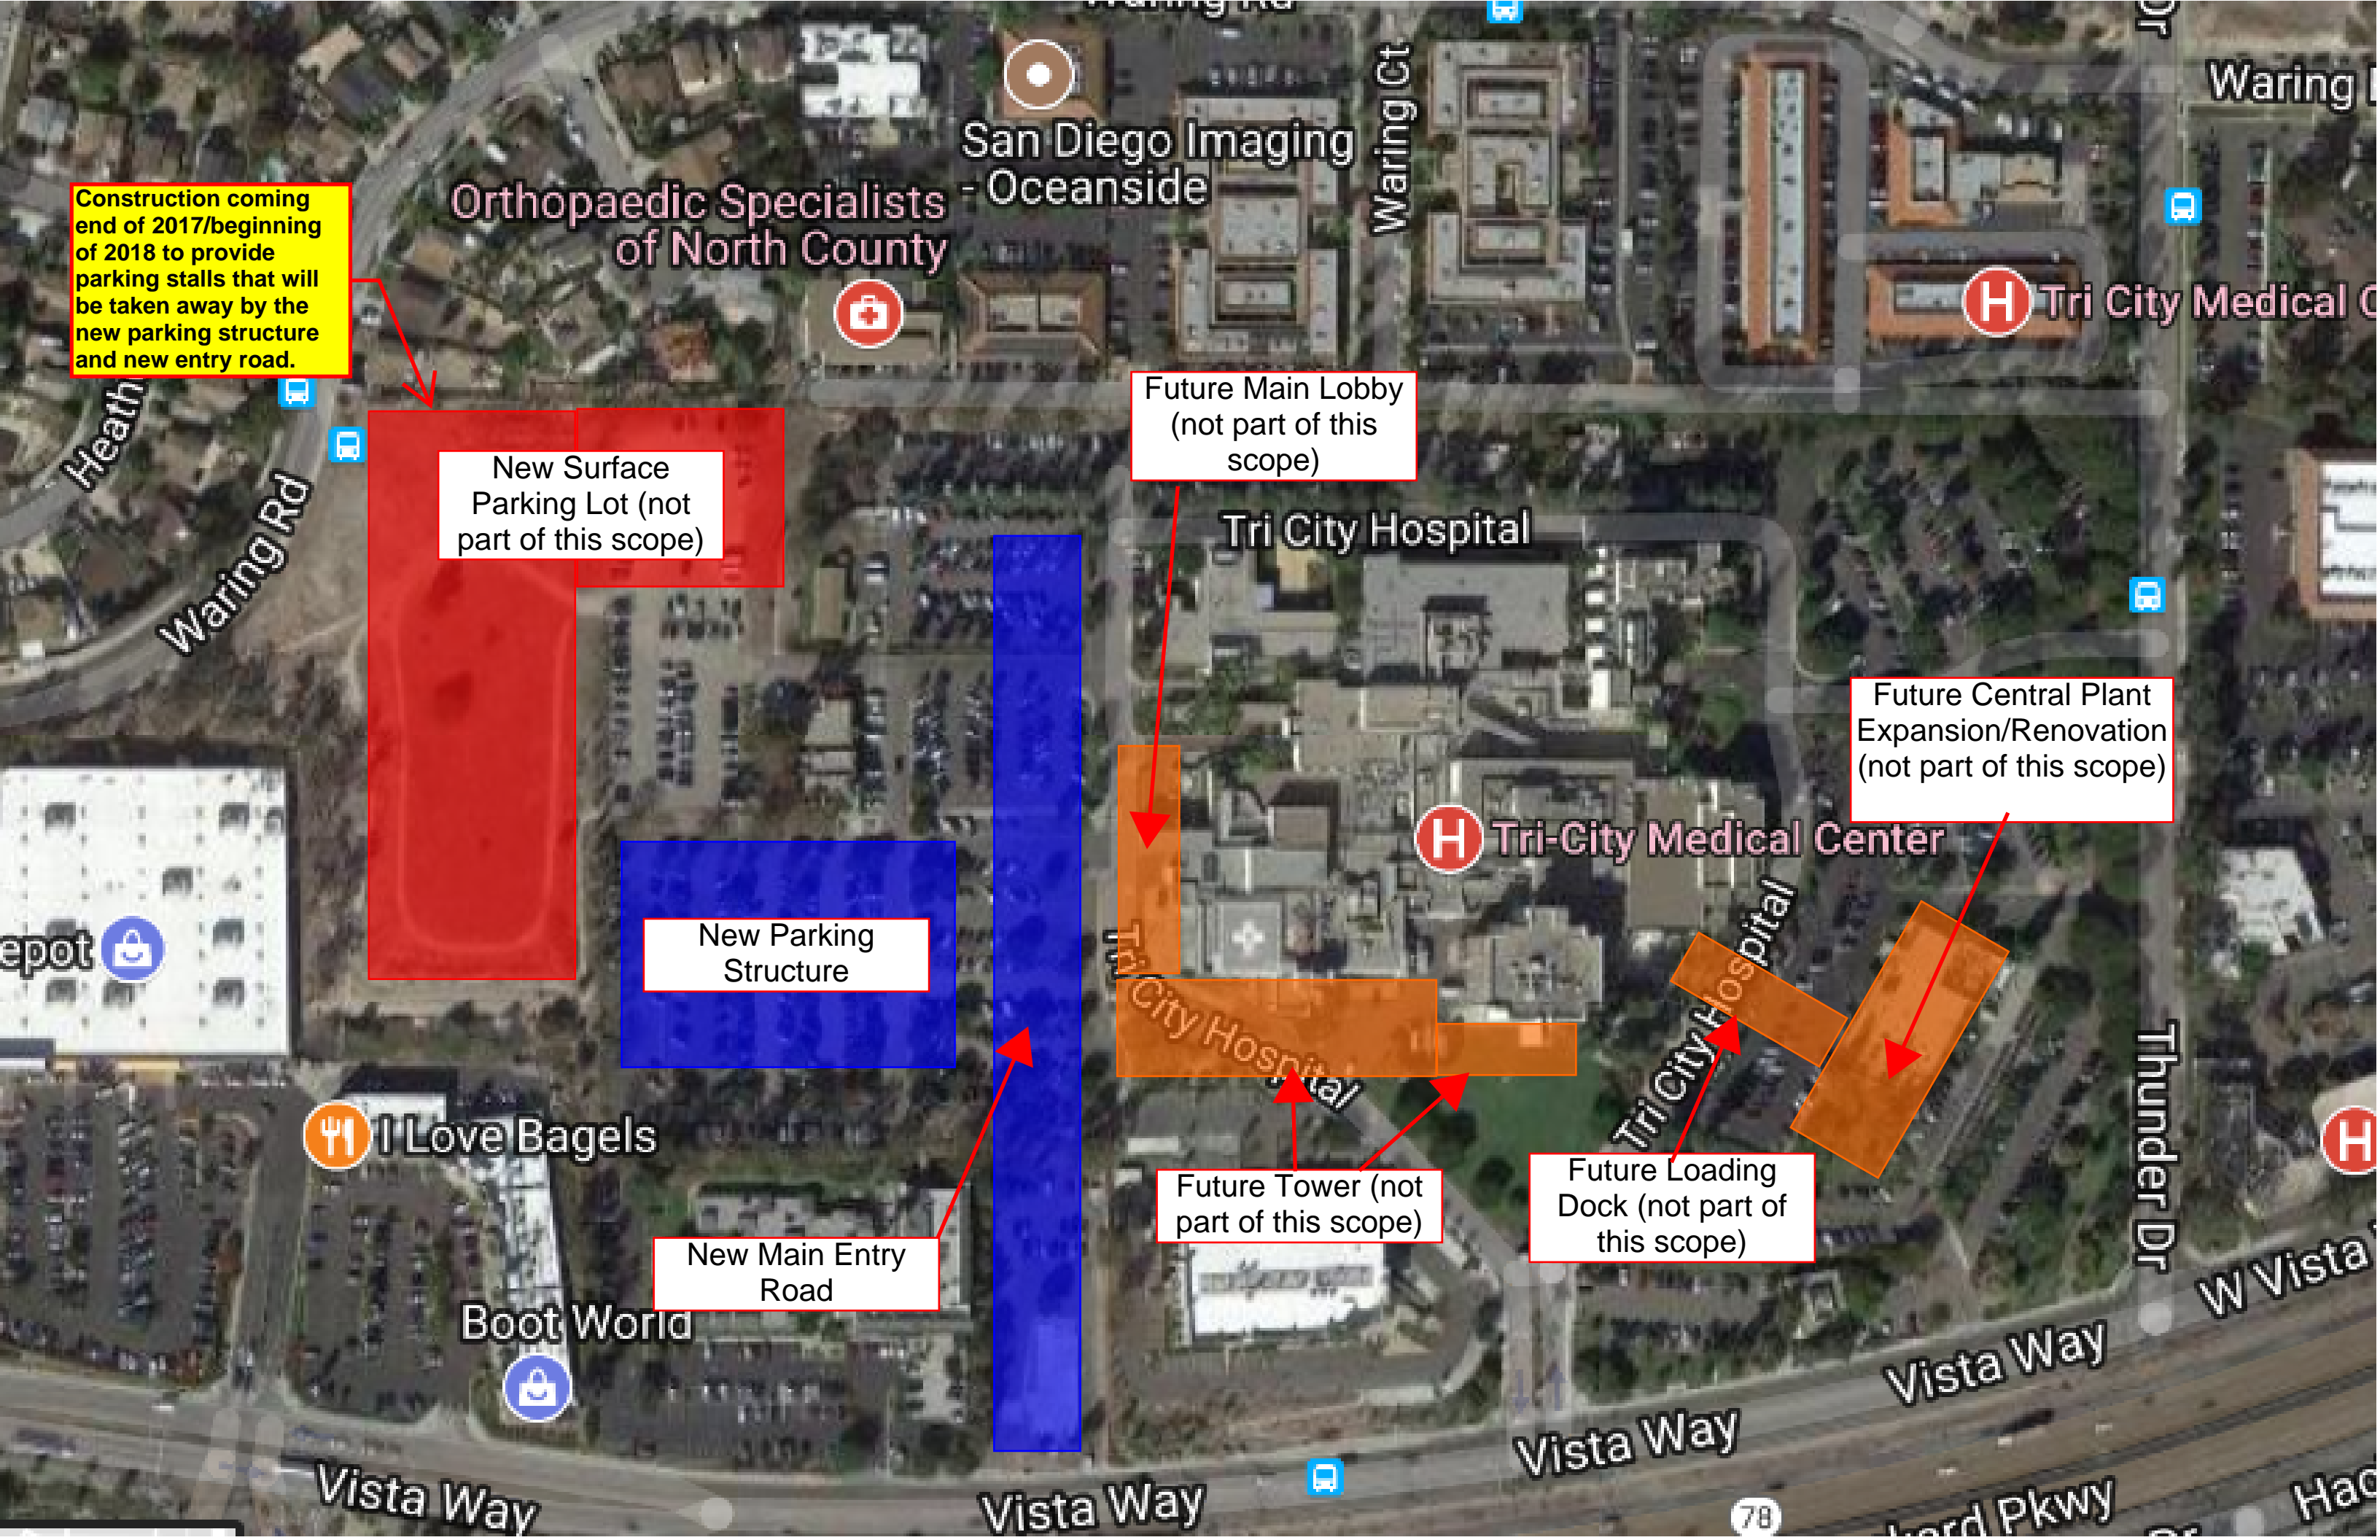 Waring Rd
Dr
Waring
Waring Ct
San Diego Imaging
- Oceanside
Orthopaedic Specialists
of North County
Construction coming
end of 2017/beginning
of 2018 to provide
parking stalls that will
be taken away by the
new parking structure
and new entry road.
H
Tri City Medical C
Heath
Waring Rd
New Surface
Parking Lot (not
part of this scope)
Future Main Lobby
(not part of this
scope)
Tri City Hospital
Future Central Plant
Expansion/Renovation
(not part of this scope)
H
Tri-City Medical Center
epot
New Parking
Structure
Tri City Hospital
Tri City Hospital
Thunder Dr
H
I Love Bagels
Future Tower (not
part of this scope)
Future Loading
Dock (not part of
this scope)
New Main Entry
Road
Boot World
W Vista
Vista Way
Vista Way
Vista Way
Vista Way
78
Hac